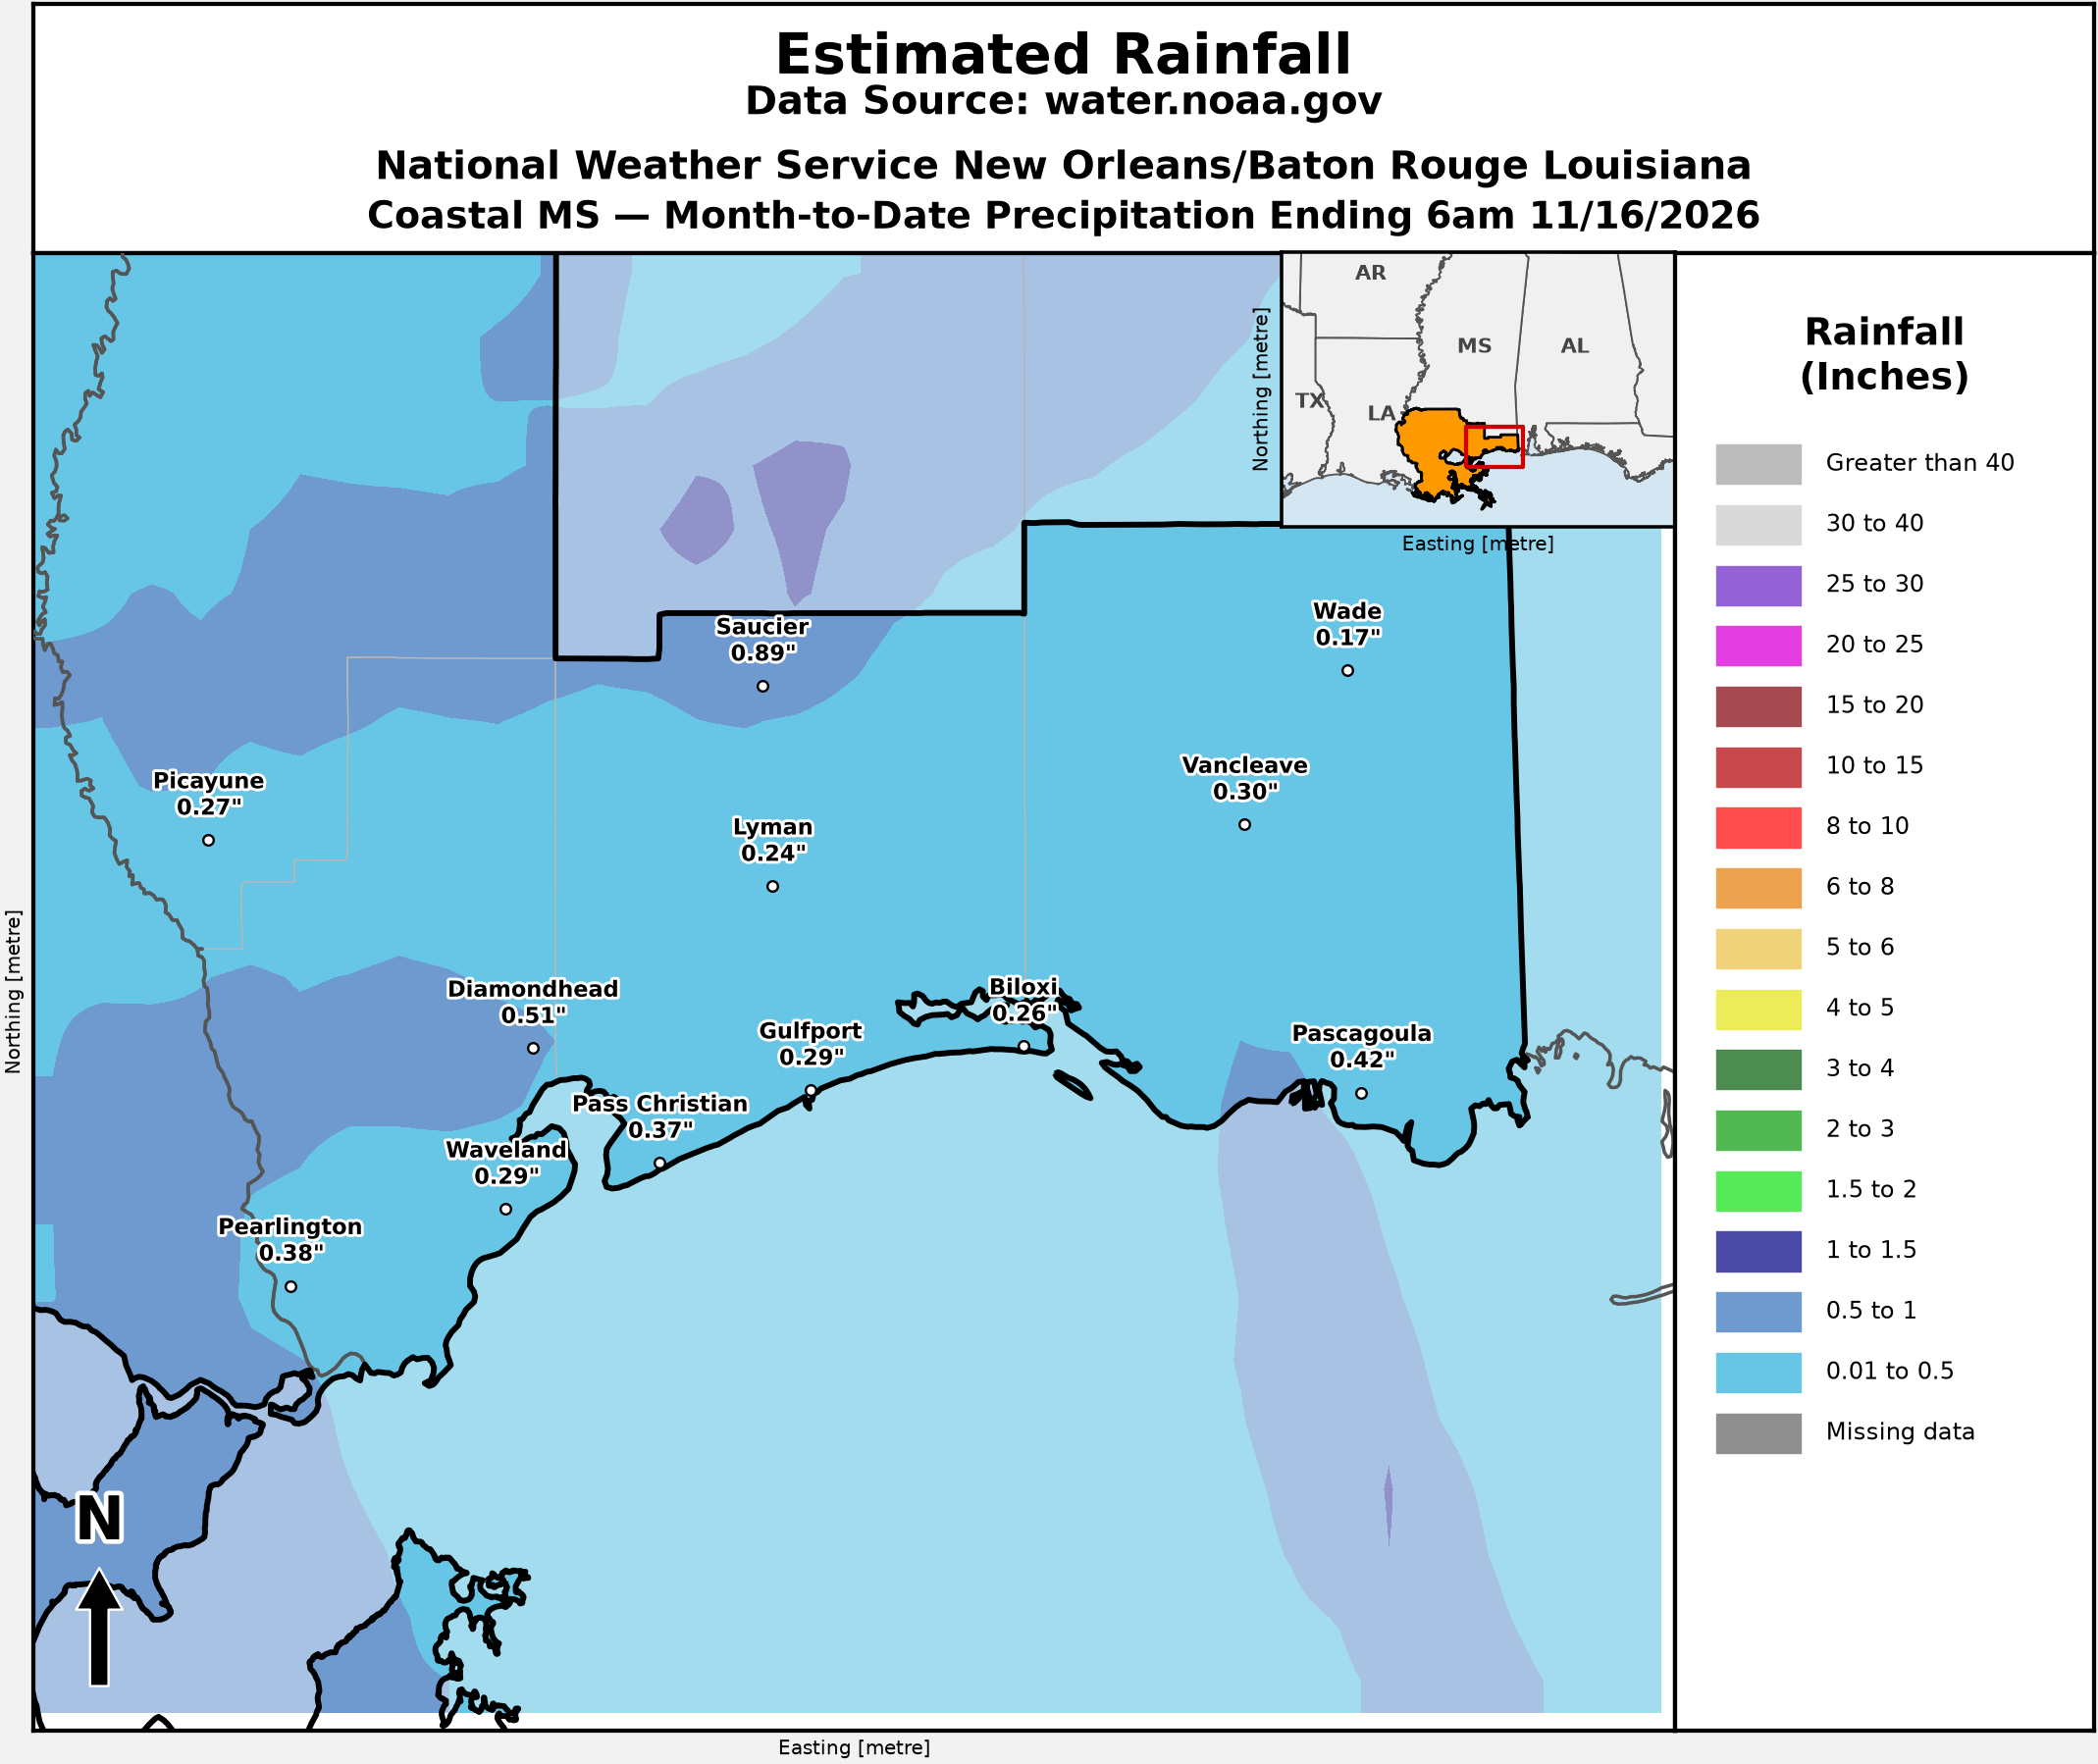 Estimated Rainfall
Data Source: water.noaa.gov
National Weather Service New Orleans/Baton Rouge Louisiana
Coastal MS — Month-to-Date Precipitation Ending 6am 11/16/2026
AR
MS
AL
TX
LA
Northing [metre]
Easting [metre]
Rainfall
(Inches)
Greater than 40
30 to 40
25 to 30
20 to 25
15 to 20
10 to 15
8 to 10
6 to 8
5 to 6
4 to 5
3 to 4
2 to 3
1.5 to 2
1 to 1.5
0.5 to 1
0.01 to 0.5
Missing data
Saucier
0.89"
Wade
0.17"
Picayune
0.27"
Vancleave
0.30"
Lyman
0.24"
Diamondhead
0.51"
Biloxi
0.26"
Gulfport
0.29"
Pascagoula
0.42"
Pass Christian
0.37"
Waveland
0.29"
Pearlington
0.38"
N
Northing [metre]
Easting [metre]